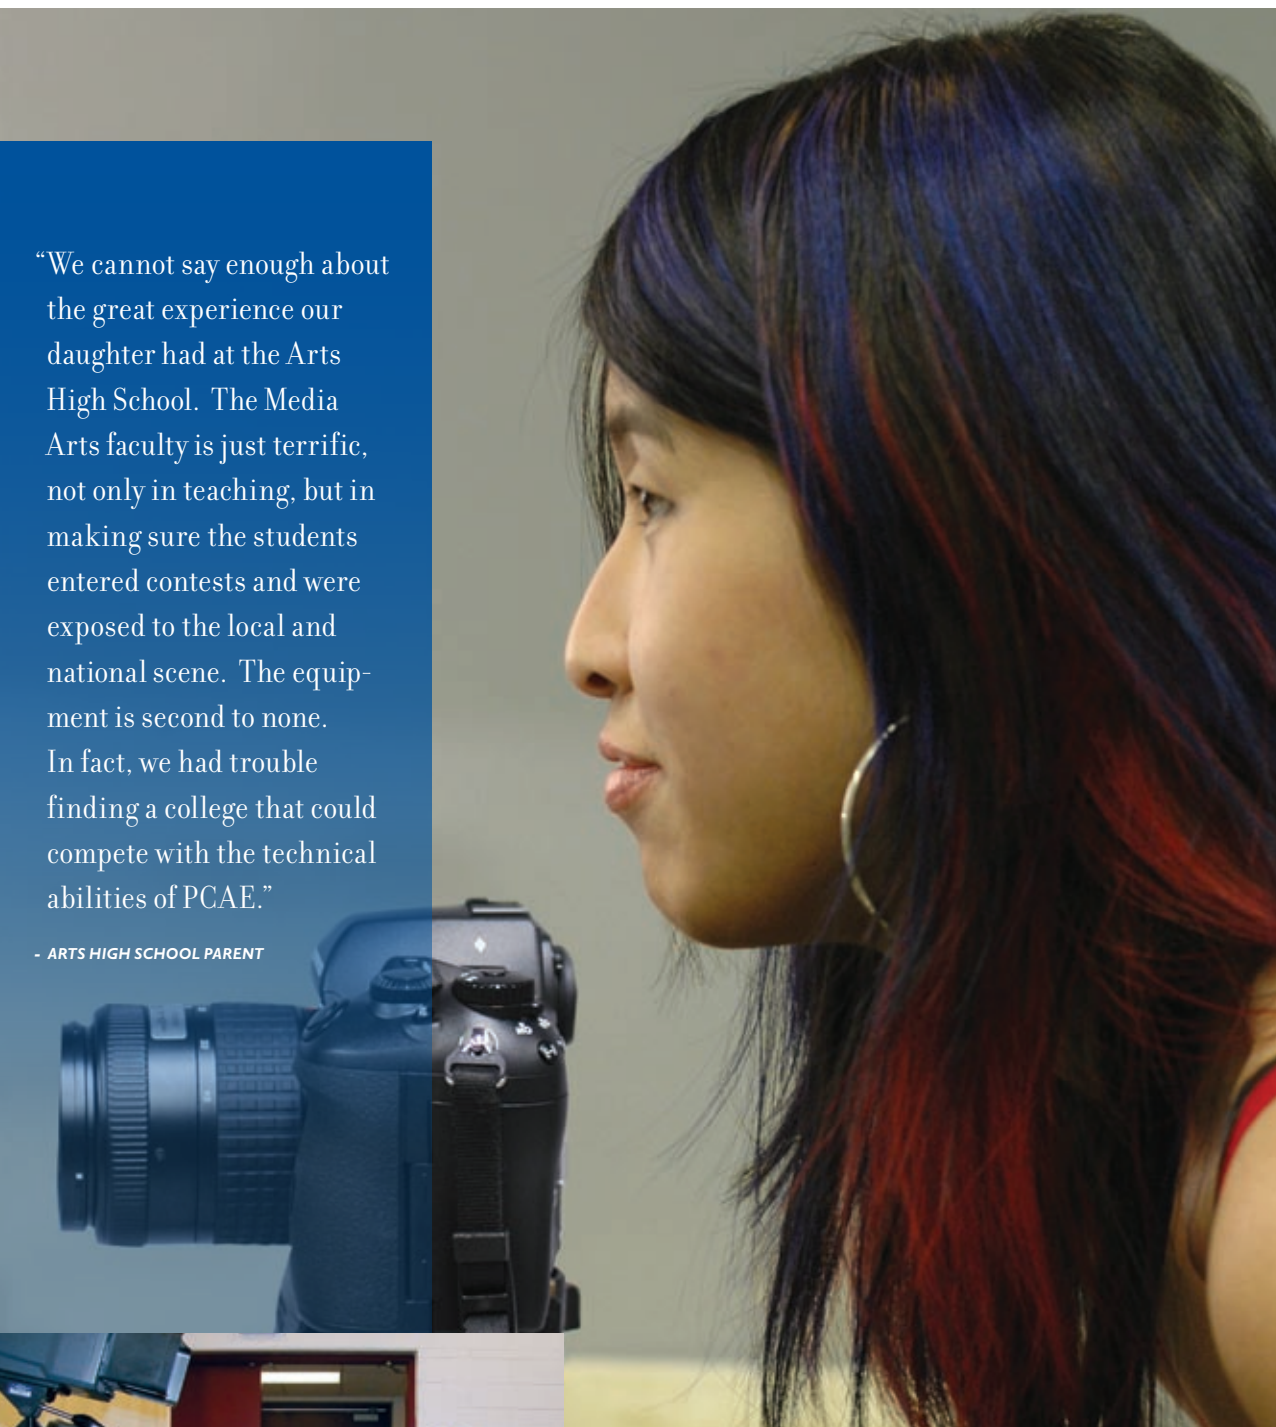 “We cannot say enough about
the great experience our
daughter had at the Arts
High School.  The Media
Arts faculty is just terrific,
not only in teaching, but in
making sure the students
entered contests and were
exposed to the local and
national scene.  The equip-
ment is second to none.
In fact, we had trouble
finding a college that could
compete with the technical
abilities of PCAE.”
- ARTS HIGH SCHOOL PARENT